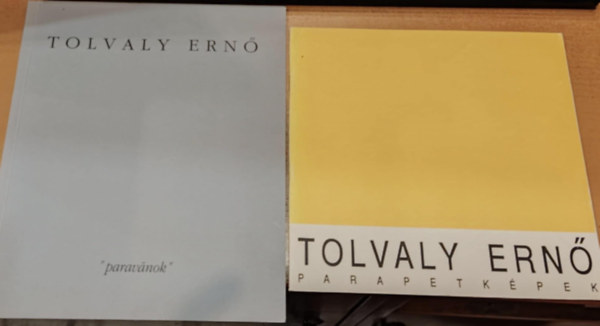 TOLVALY ERNŐ
"paravánok"
TOLVALY ERNŐ
PARAPETKÉPEK